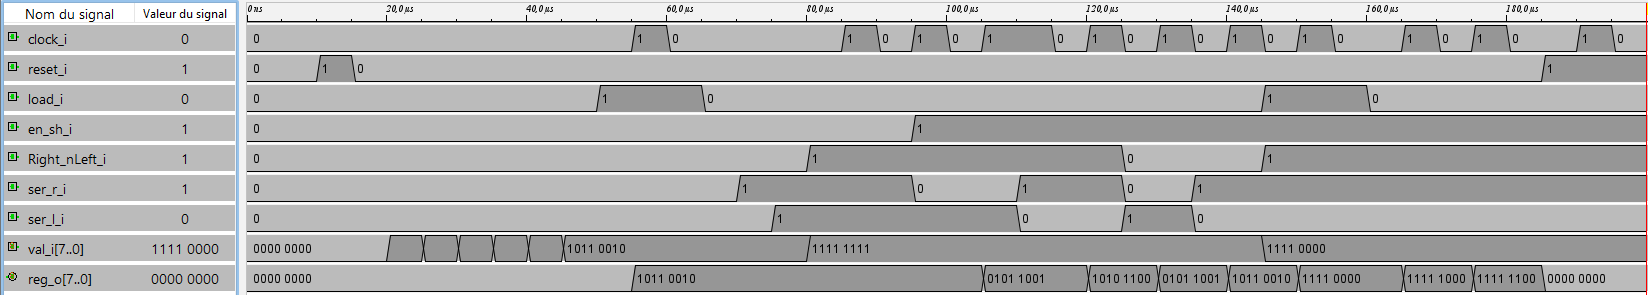 Nom du signal Valeur du signal 0 ns 20,0 µs 40,0 µs 60,0 µs 80,0 µs 100,0 µs 120,0 µs 140,0 µs 160,0 µs 180,0 µs
clock_i 0 0 1 0 1 0 1 0 1 0 1 0 1 0 1 0 1 0 1 0 1 0 1 0
reset_i 1 0 1 0 1
load_i 0 0 1 0 1 0
en_sh_i 1 0 1
Right_nLeft_i 1 0 1 0 1
ser_r_i 1 0 1 0 1 0 1
ser_l_i 0 0 1 0 1 0
val_i[7..0] 1111 0000 0000 0000 1011 0010 1111 1111 1111 0000
reg_o[7..0] 0000 0000 0000 0000 1011 0010 0101 1001 1010 1100 0101 1001 1011 0010 1111 0000 1111 1000 1111 1100 0000 0000